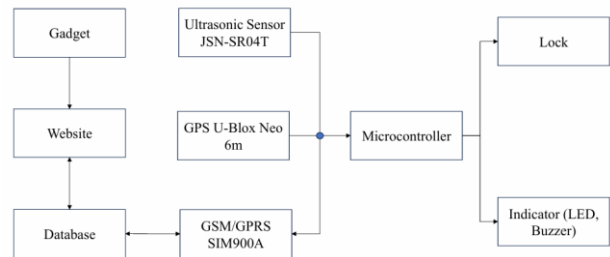 Gadget
Ultrasonic Sensor
JSN-SR04T
Lock
Website
GPS U-Blox Neo
6m
Microcontroller
Database
GSM/GPRS
SIM900A
Indicator (LED,
Buzzer)